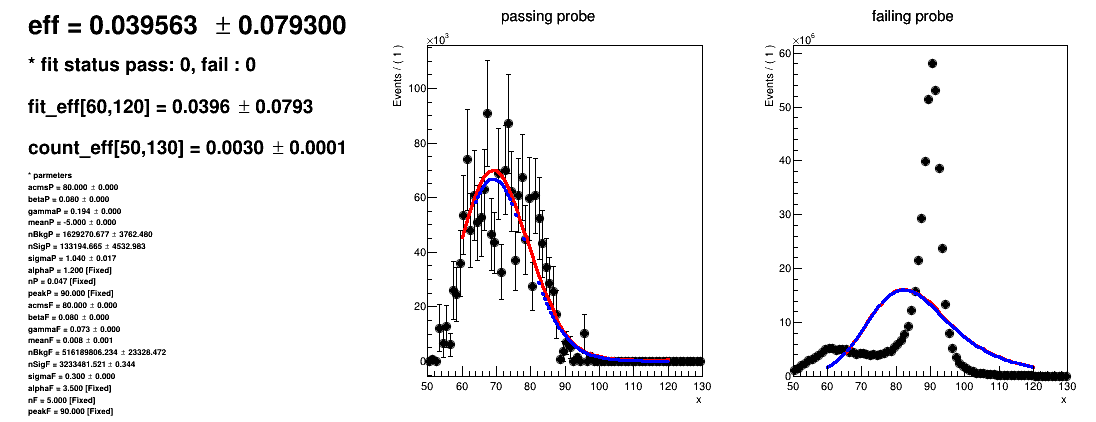 eff = 0.039563 ± 0.079300
* fit status pass: 0, fail : 0
fit_eff[60,120] = 0.0396 ± 0.0793
count_eff[50,130] = 0.0030 ± 0.0001
* parmeters
acmsP = 80.000 ± 0.000
betaP = 0.080 ± 0.000
gammaP = 0.194 ± 0.000
meanP = -5.000 ± 0.000
nBkgP = 1629270.677 ± 3762.480
nSigP = 133194.665 ± 4532.983
sigmaP = 1.040 ± 0.017
alphaP = 1.200 [Fixed]
nP = 0.047 [Fixed]
peakP = 90.000 [Fixed]
acmsF = 80.000 ± 0.000
betaF = 0.080 ± 0.000
gammaF = 0.073 ± 0.000
meanF = 0.008 ± 0.001
nBkgF = 516189806.234 ± 23328.472
nSigF = 3233481.521 ± 0.344
sigmaF = 0.300 ± 0.000
alphaF = 3.500 [Fixed]
nF = 5.000 [Fixed]
peakF = 90.000 [Fixed]
passing probe
×10³
Events / ( 1 )
100
80
60
40
20
0
50 60 70 80 90 100 110 120 130
x
failing probe
×10⁶
Events / ( 1 )
60
50
40
30
20
10
0
50 60 70 80 90 100 110 120 130
x